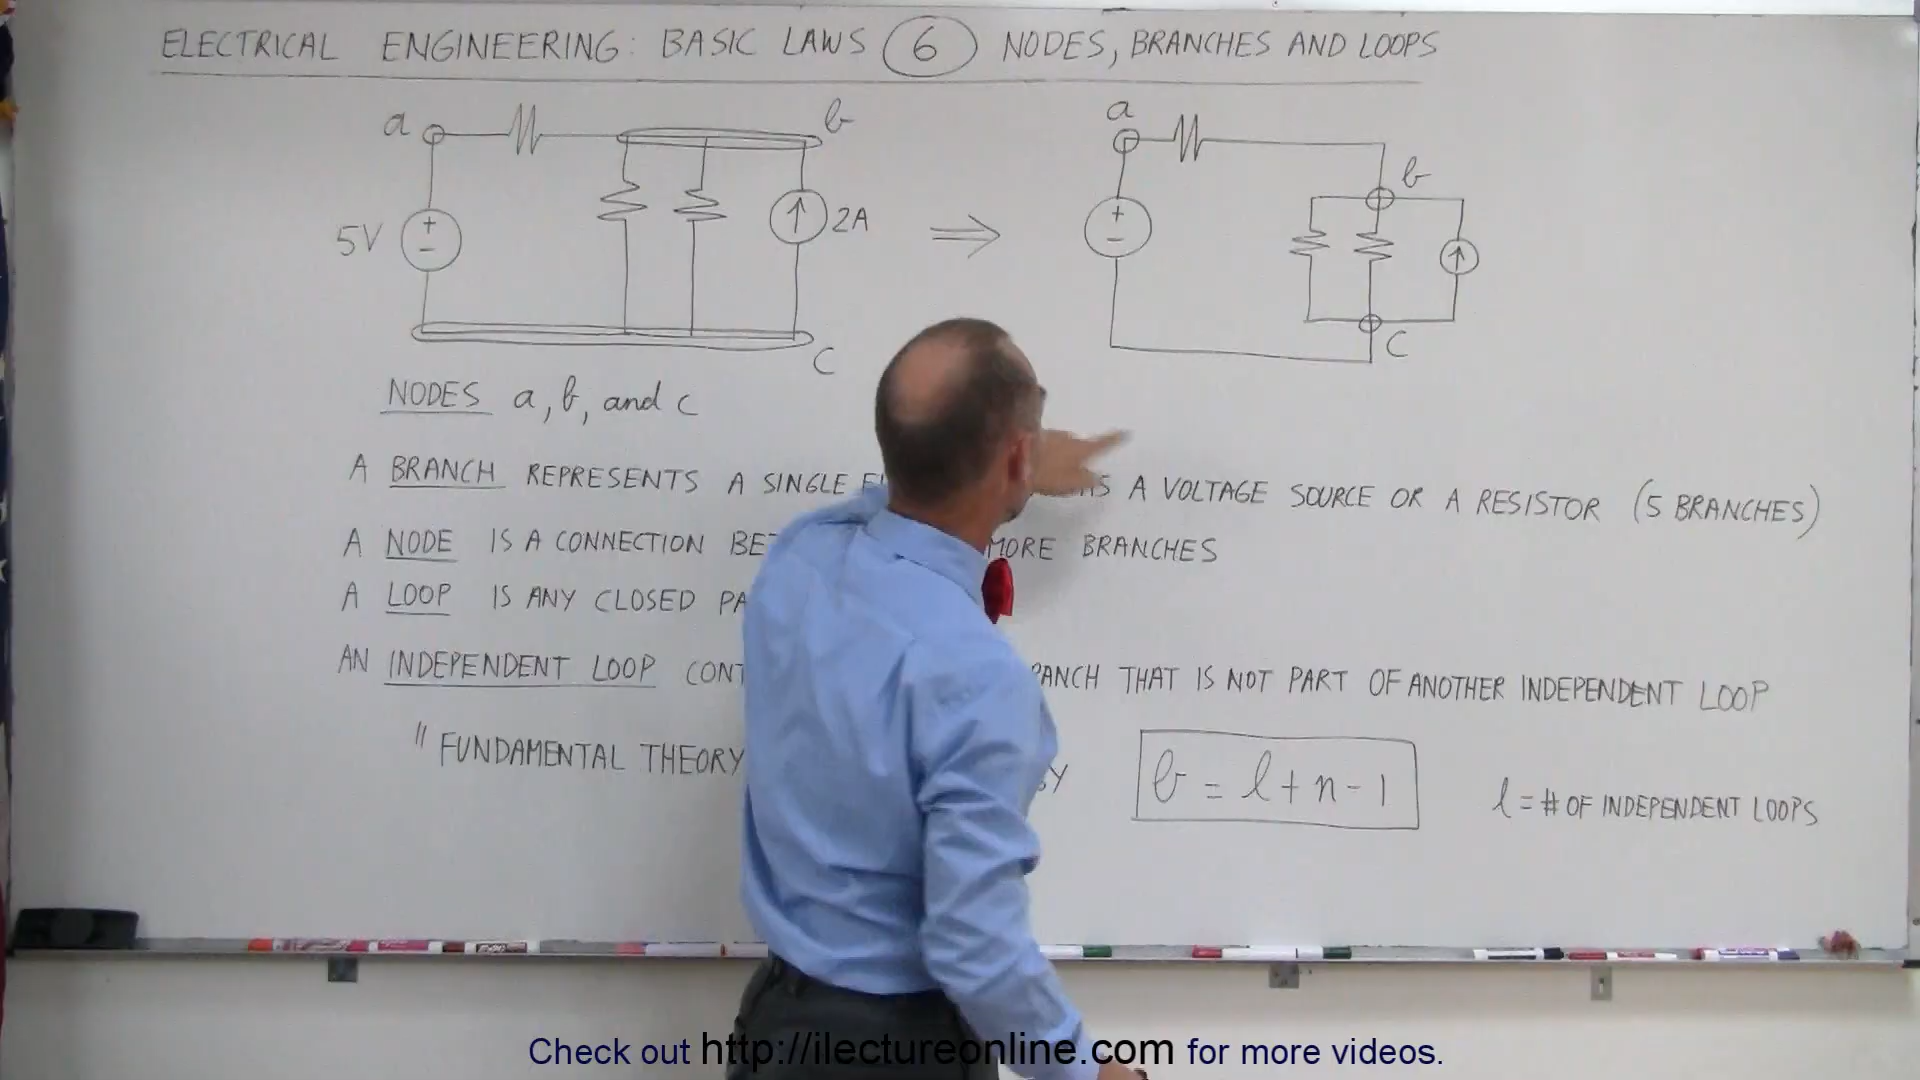 ELECTRICAL ENGINEERING: BASIC LAWS 6 NODES, BRANCHES AND LOOPS
a b
5V + - 2A
c
⇒
a
b
+ -
c
NODES a, b, and c
A BRANCH REPRESENTS A SINGLE A VOLTAGE SOURCE OR A RESISTOR (5 BRANCHES)
A NODE IS A CONNECTION MORE BRANCHES
A LOOP IS ANY CLOSED
AN INDEPENDENT LOOP THAT IS NOT PART OF ANOTHER INDEPENDENT LOOP
" FUNDAMENTAL THEORY b = l + n - 1 l = # OF INDEPENDENT LOOPS
Check out http://ilectureonline.com for more videos.